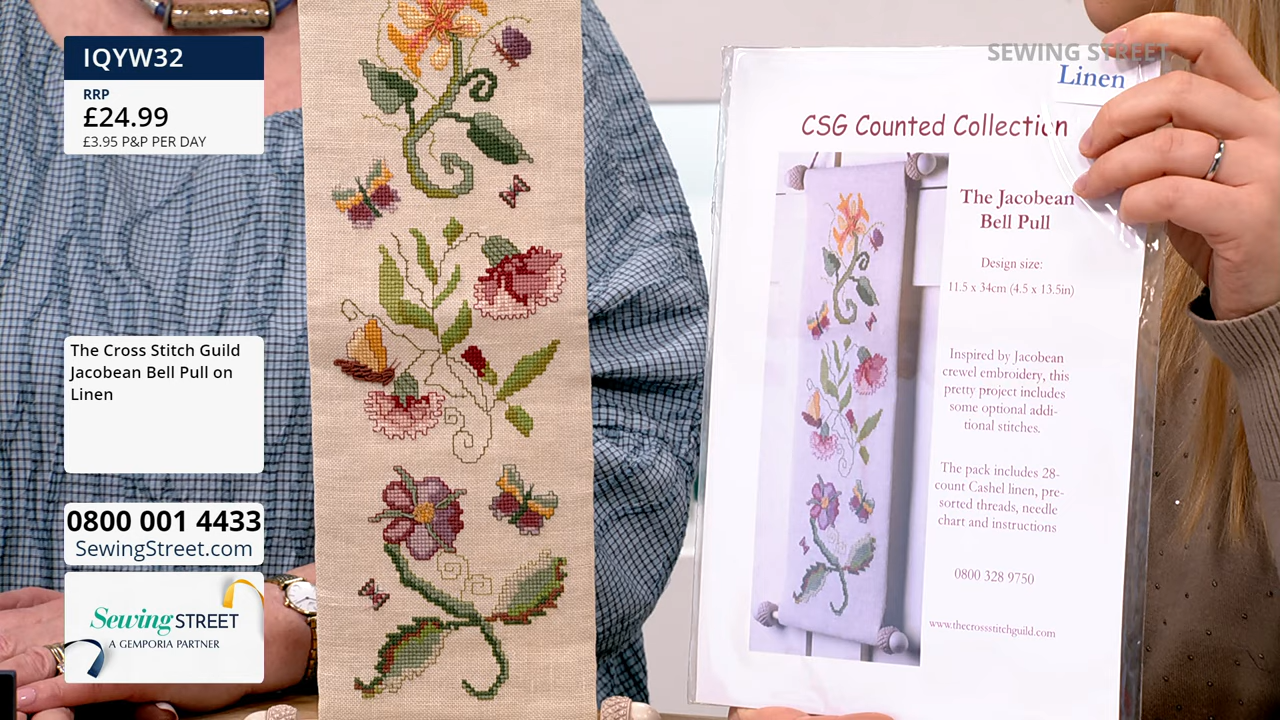 IQYW32
RRP
£24.99
£3.95 P&P PER DAY
The Cross Stitch Guild
Jacobean Bell Pull on
Linen
0800 001 4433
SewingStreet.com
Sewing STREET
A GEMPORIA PARTNER
SEWING STREET
Linen
CSG Counted Collection
The Jacobean
Bell Pull
Design size:
11.5 x 34cm (4.5 x 13.5in)
Inspired by Jacobean
crewel embroidery, this
pretty project includes
some optional addi-
tional stitches.
The pack includes 28-
count Cashel linen, pre-
sorted threads, needle
chart and instructions
0800 328 9750
www.thecrossstitchguild.com